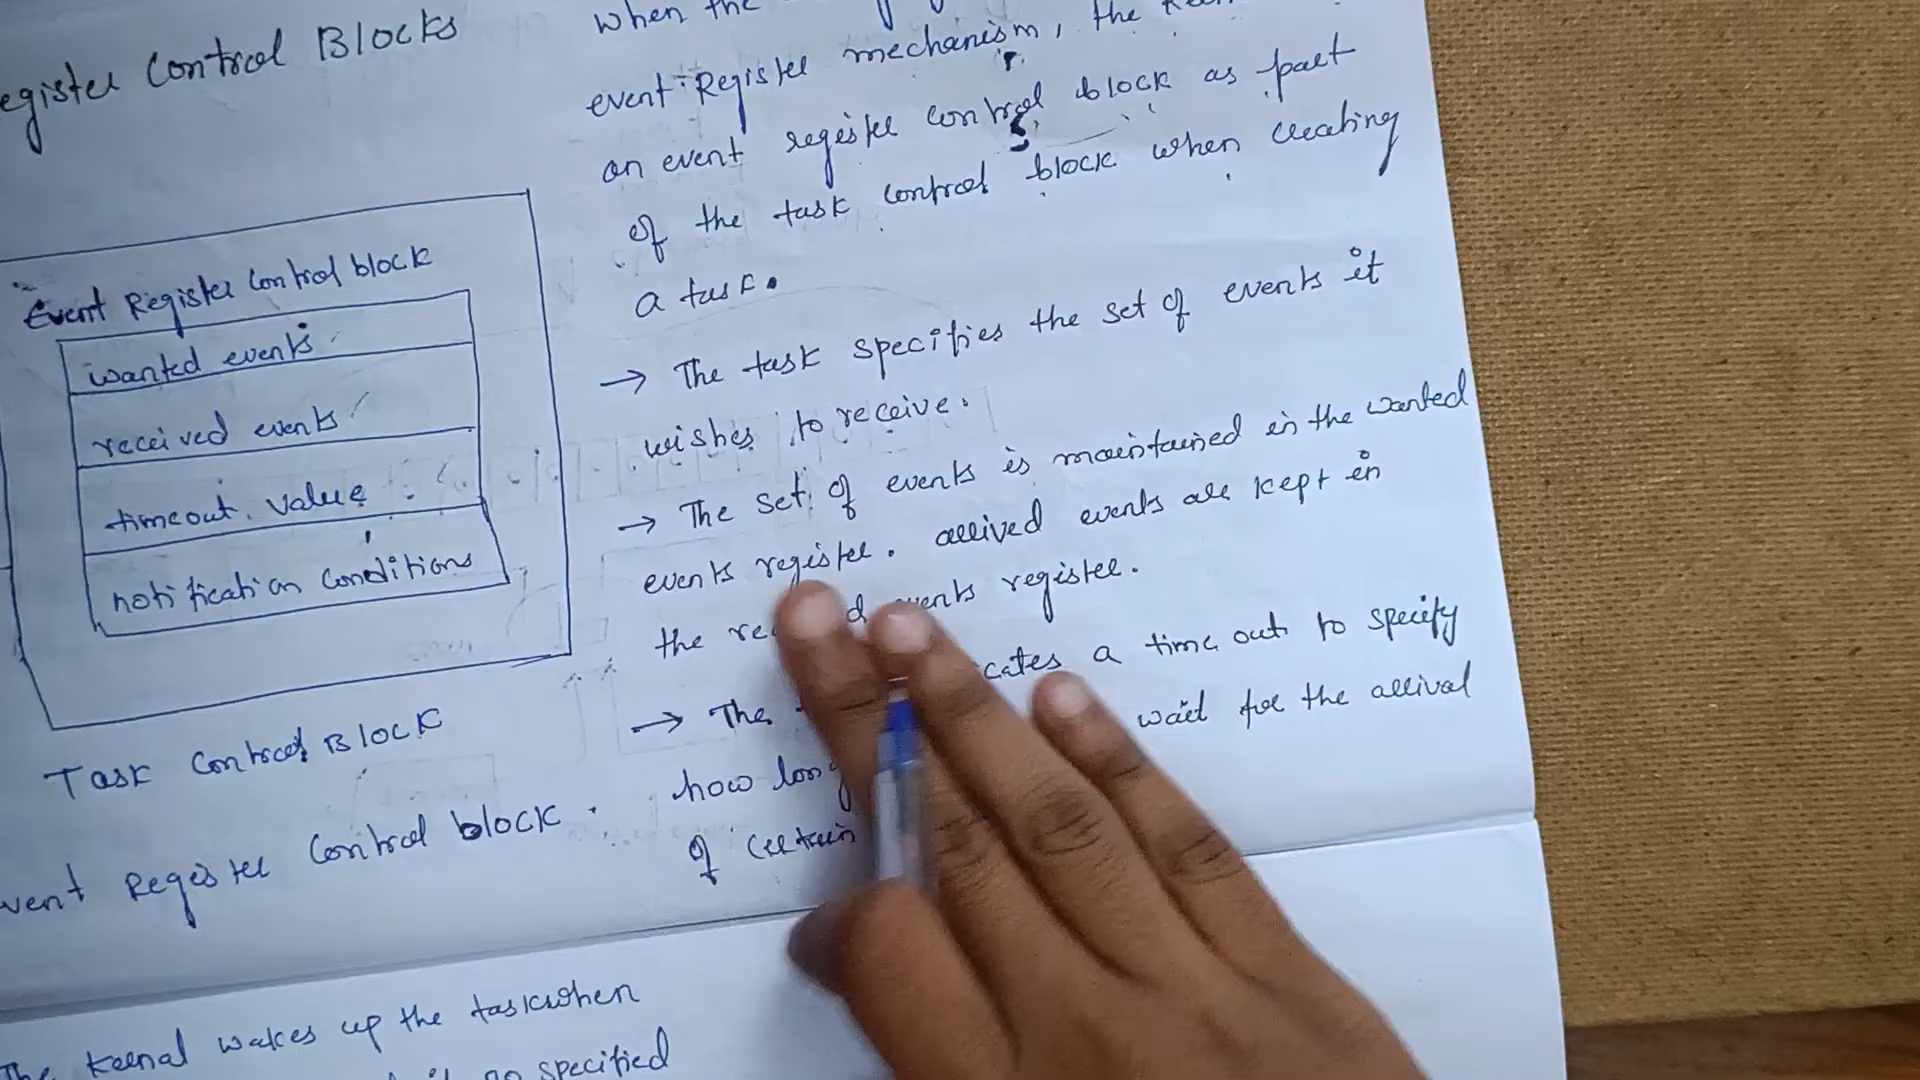 egister Control Blocks
Event Register Control block
wanted events
received events
timeout value
notification conditions
Task Control Block
vent Register Control block.
when the
event Register mechanism, the
an event register control block as part
of the task control block when creating
a task.
→ The task specifies the set of events it
wishes to receive.
→ The set of events is maintained in the wanted
events register. arrived events are kept in
the events register.
→ The cates a time out to specify
how long wait for the arrival
of certain
The kernal wakes up the task when
specified